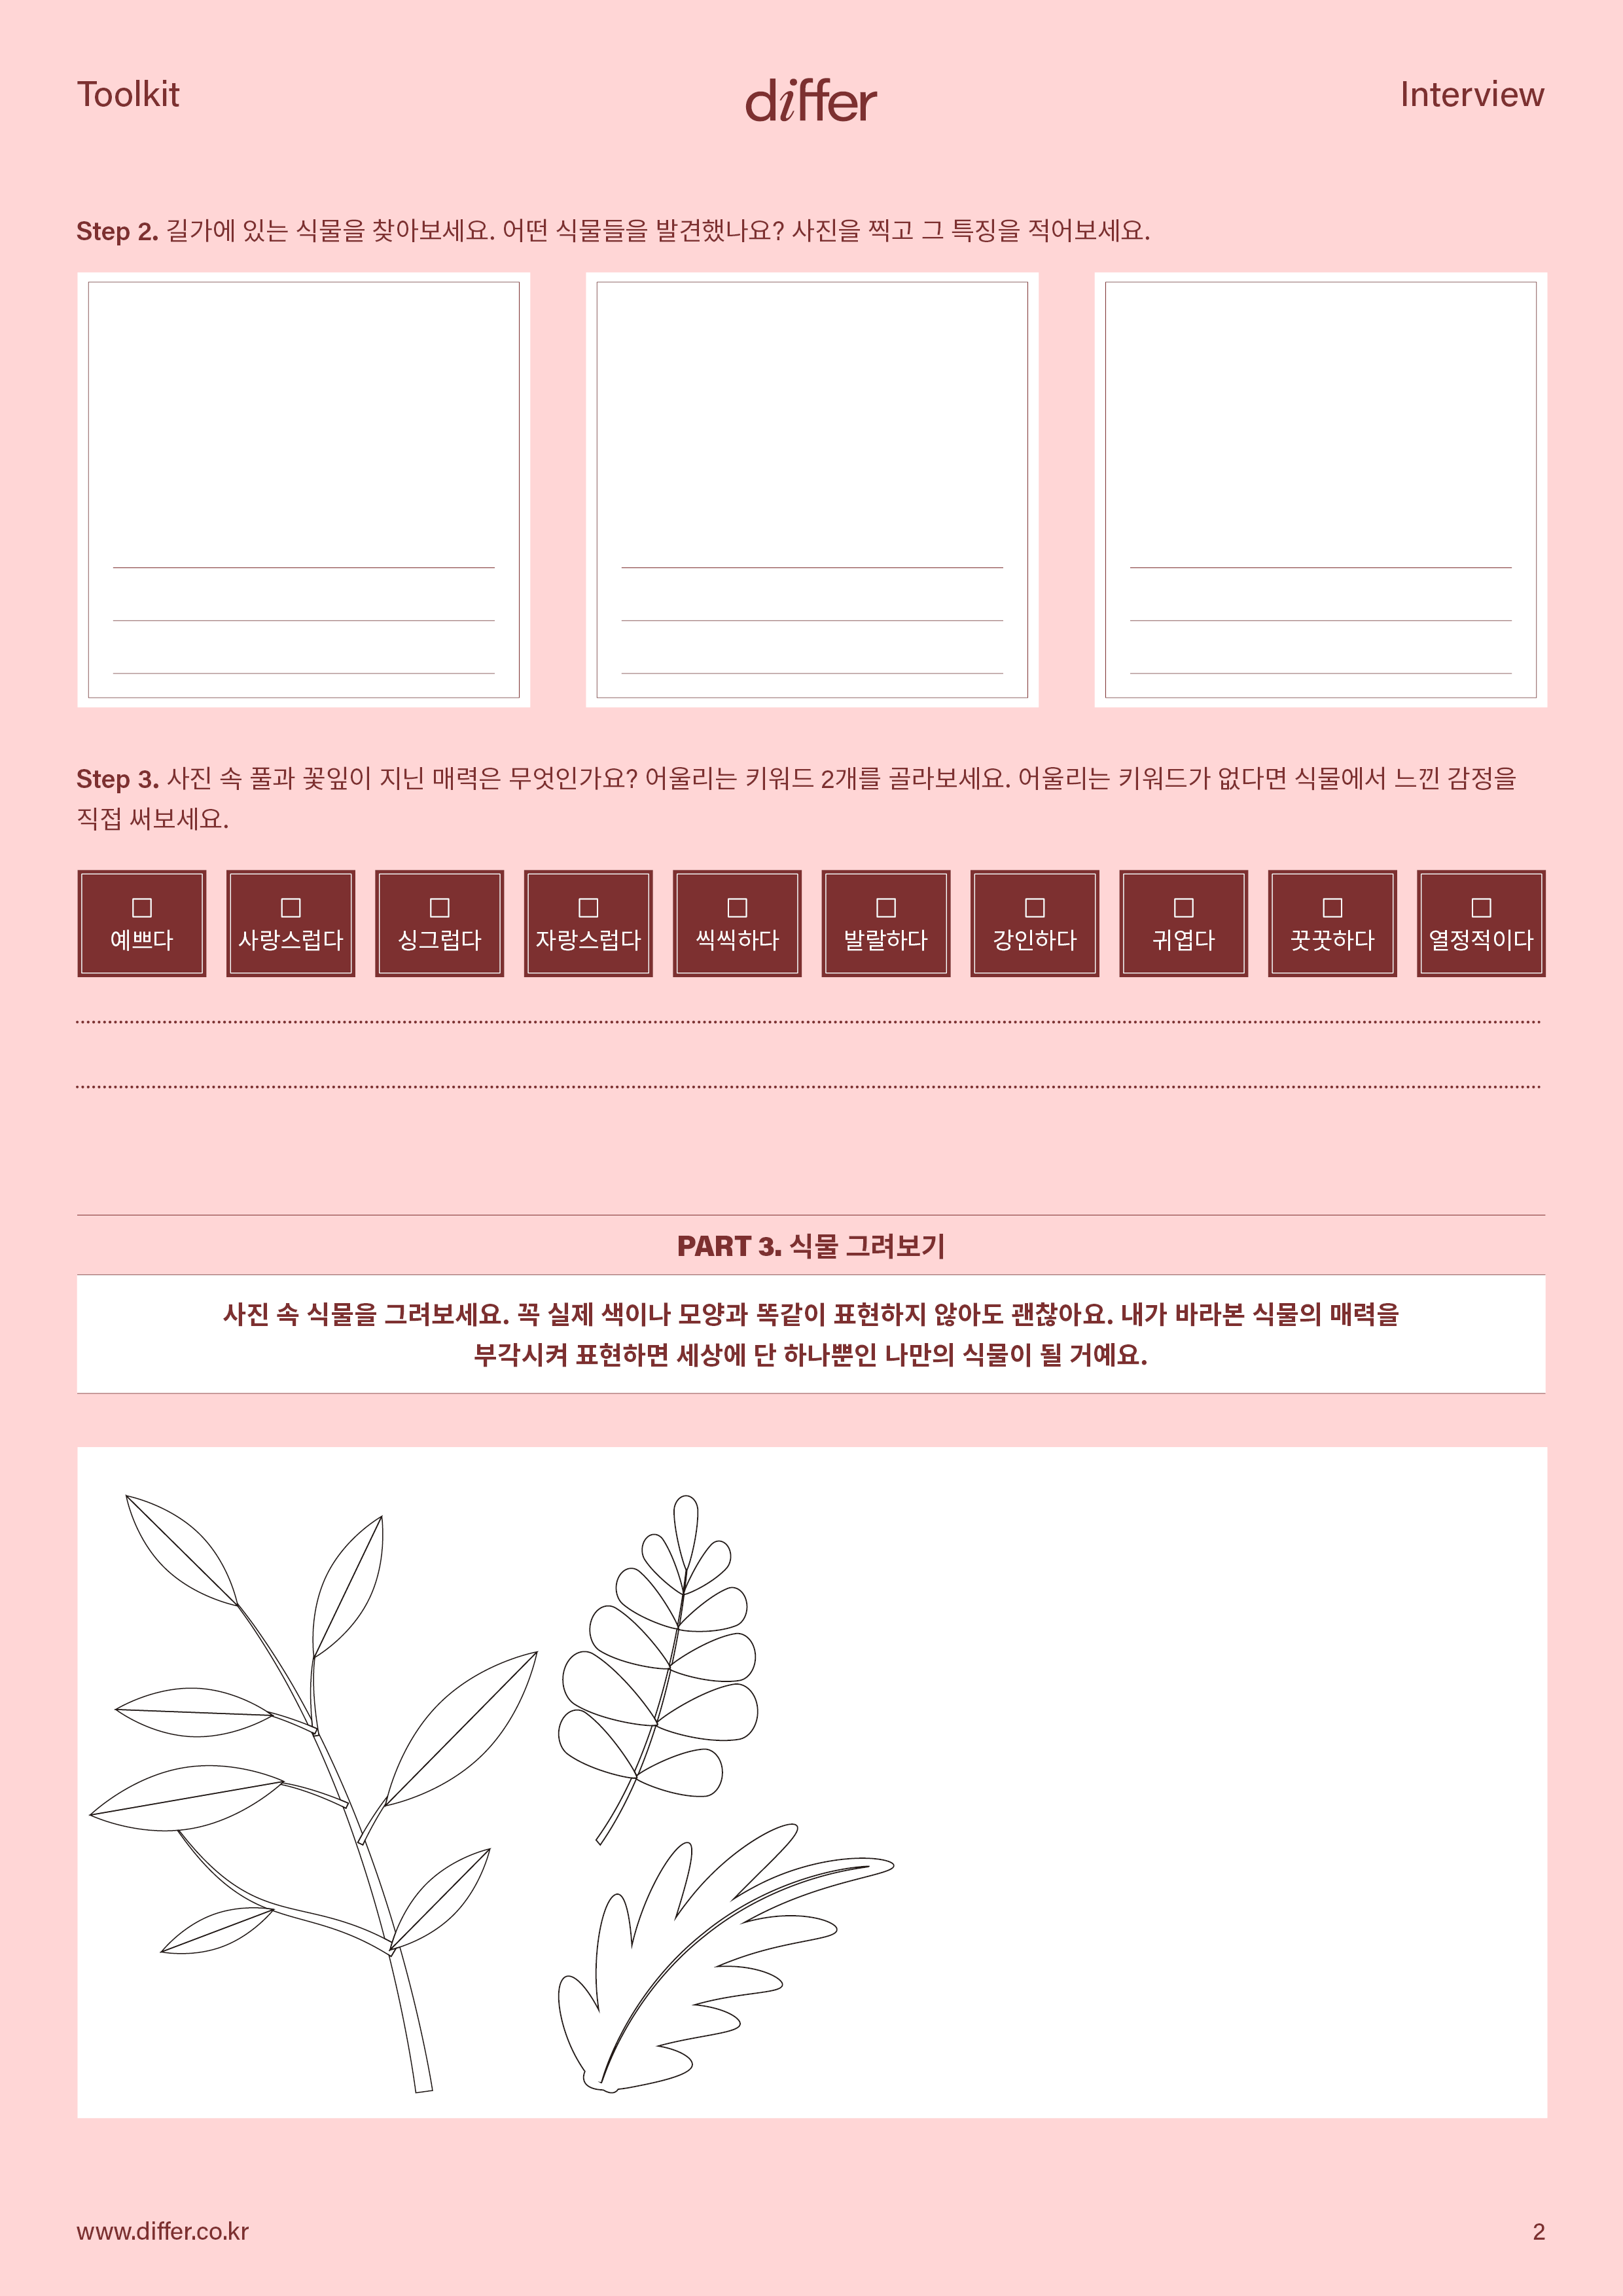 Toolkit
differ
Interview
Step 2. 길가에 있는 식물을 찾아보세요. 어떤 식물들을 발견했나요? 사진을 찍고 그 특징을 적어보세요.
Step 3. 사진 속 풀과 꽃잎이 지닌 매력은 무엇인가요? 어울리는 키워드 2개를 골라보세요. 어울리는 키워드가 없다면 식물에서 느낀 감정을
직접 써보세요.
예쁘다
사랑스럽다
싱그럽다
자랑스럽다
씩씩하다
발랄하다
강인하다
귀엽다
꿋꿋하다
열정적이다
PART 3. 식물 그려보기
사진 속 식물을 그려보세요. 꼭 실제 색이나 모양과 똑같이 표현하지 않아도 괜찮아요. 내가 바라본 식물의 매력을
부각시켜 표현하면 세상에 단 하나뿐인 나만의 식물이 될 거예요.
www.differ.co.kr
2